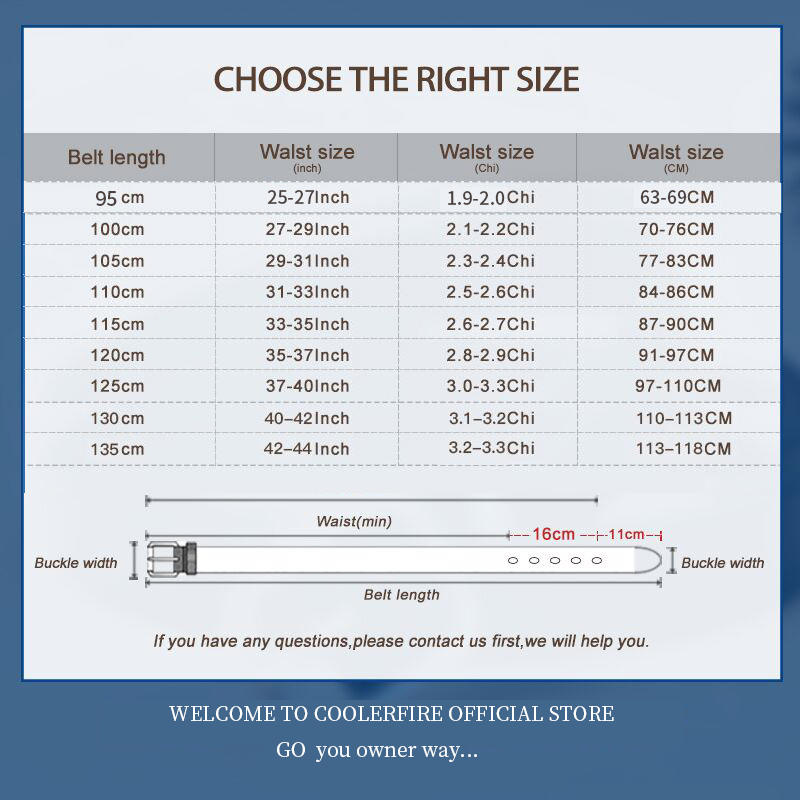 CHOOSE THE RIGHT SIZE
Belt length Walst size (inch) Walst size (Chi) Walst size (CM)
95 cm 25-27Inch 1.9-2.0Chi 63-69CM
100cm 27-29Inch 2.1-2.2Chi 70-76CM
105cm 29-31Inch 2.3-2.4Chi 77-83CM
110cm 31-33Inch 2.5-2.6Chi 84-86CM
115cm 33-35Inch 2.6-2.7Chi 87-90CM
120cm 35-37Inch 2.8-2.9Chi 91-97CM
125cm 37-40Inch 3.0-3.3Chi 97-110CM
130cm 40–42Inch 3.1–3.2Chi 110–113CM
135cm 42–44Inch 3.2–3.3Chi 113–118CM
Waist(min)
16cm 11cm
Buckle width Buckle width
Belt length
If you have any questions,please contact us first,we will help you.
WELCOME TO COOLERFIRE OFFICIAL STORE
GO you owner way...